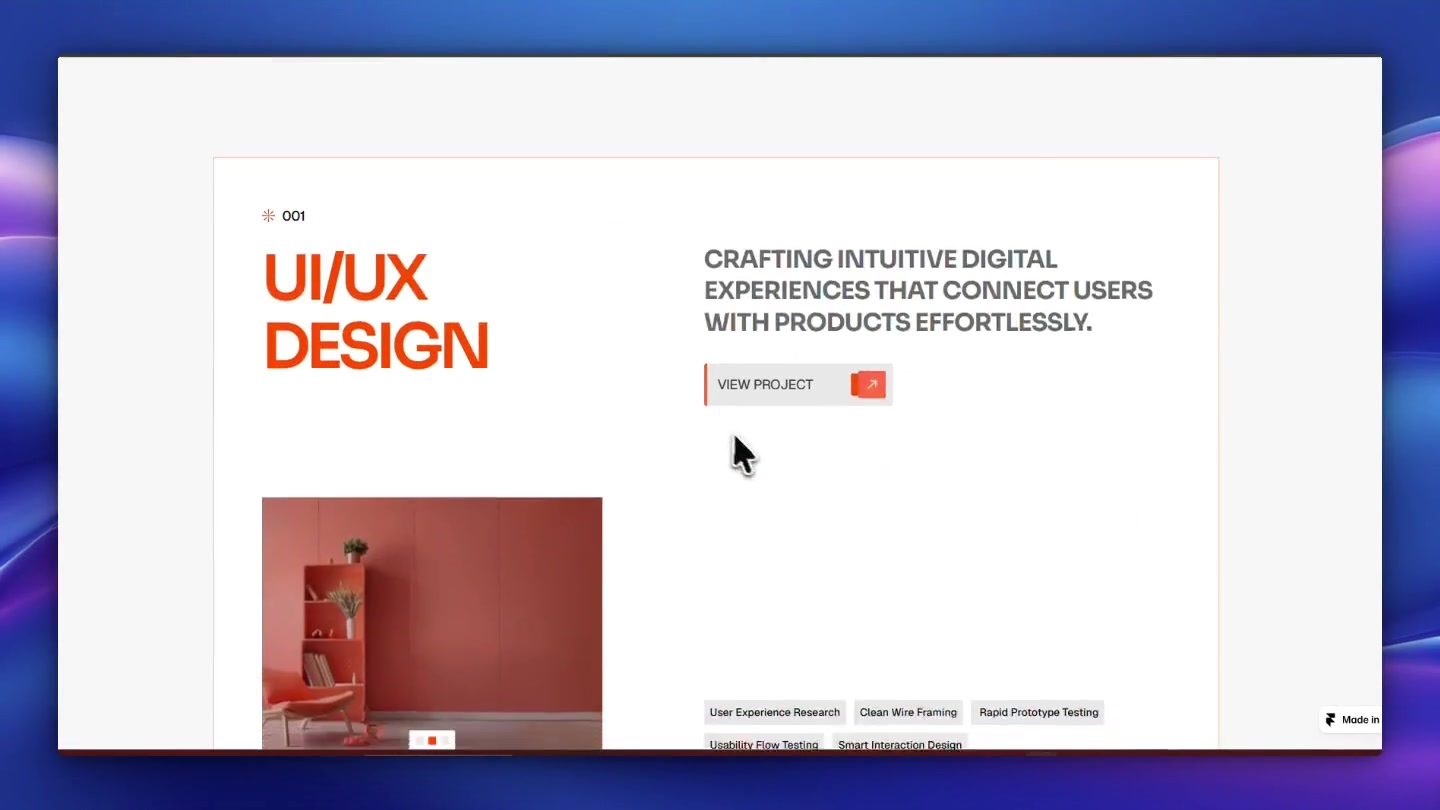 001
UI/UX
DESIGN
CRAFTING INTUITIVE DIGITAL
EXPERIENCES THAT CONNECT USERS
WITH PRODUCTS EFFORTLESSLY.
VIEW PROJECT
User Experience Research
Clean Wire Framing
Rapid Prototype Testing
Usability Flow Testing
Smart Interaction Design
Made in